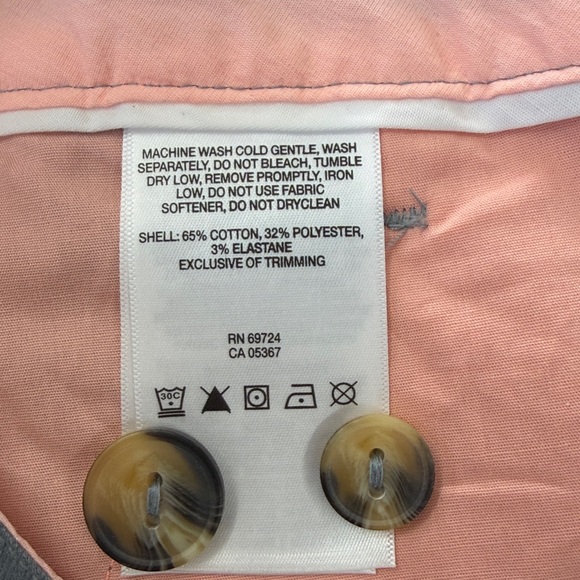 MACHINE WASH COLD GENTLE, WASH
SEPARATELY, DO NOT BLEACH, TUMBLE
DRY LOW, REMOVE PROMPTLY, IRON
LOW, DO NOT USE FABRIC
SOFTENER, DO NOT DRYCLEAN
SHELL: 65% COTTON, 32% POLYESTER,
3% ELASTANE
EXCLUSIVE OF TRIMMING
RN 69724
CA 05367
30C